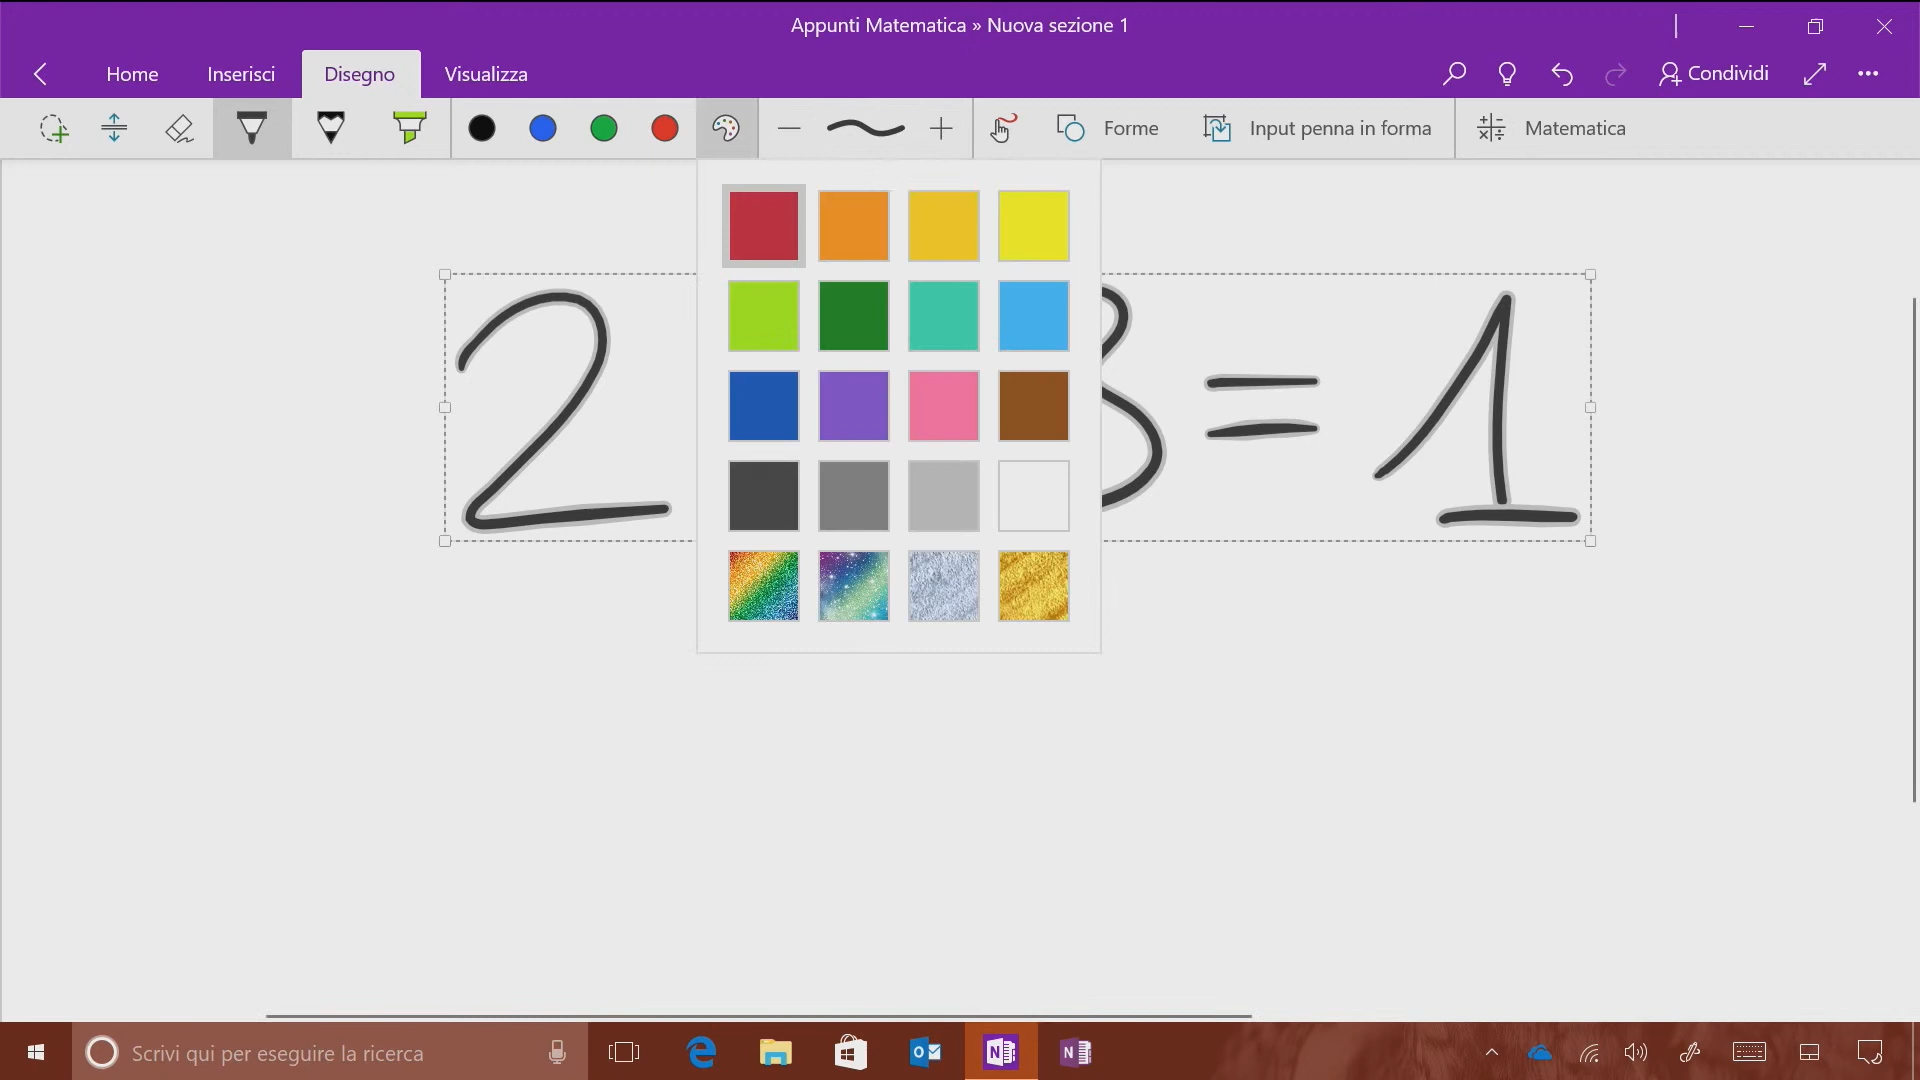 Appunti Matematica » Nuova sezione 1
Home Inserisci Disegno Visualizza Condividi
Forme Input penna in forma Matematica
2 = 1
Scrivi qui per eseguire la ricerca